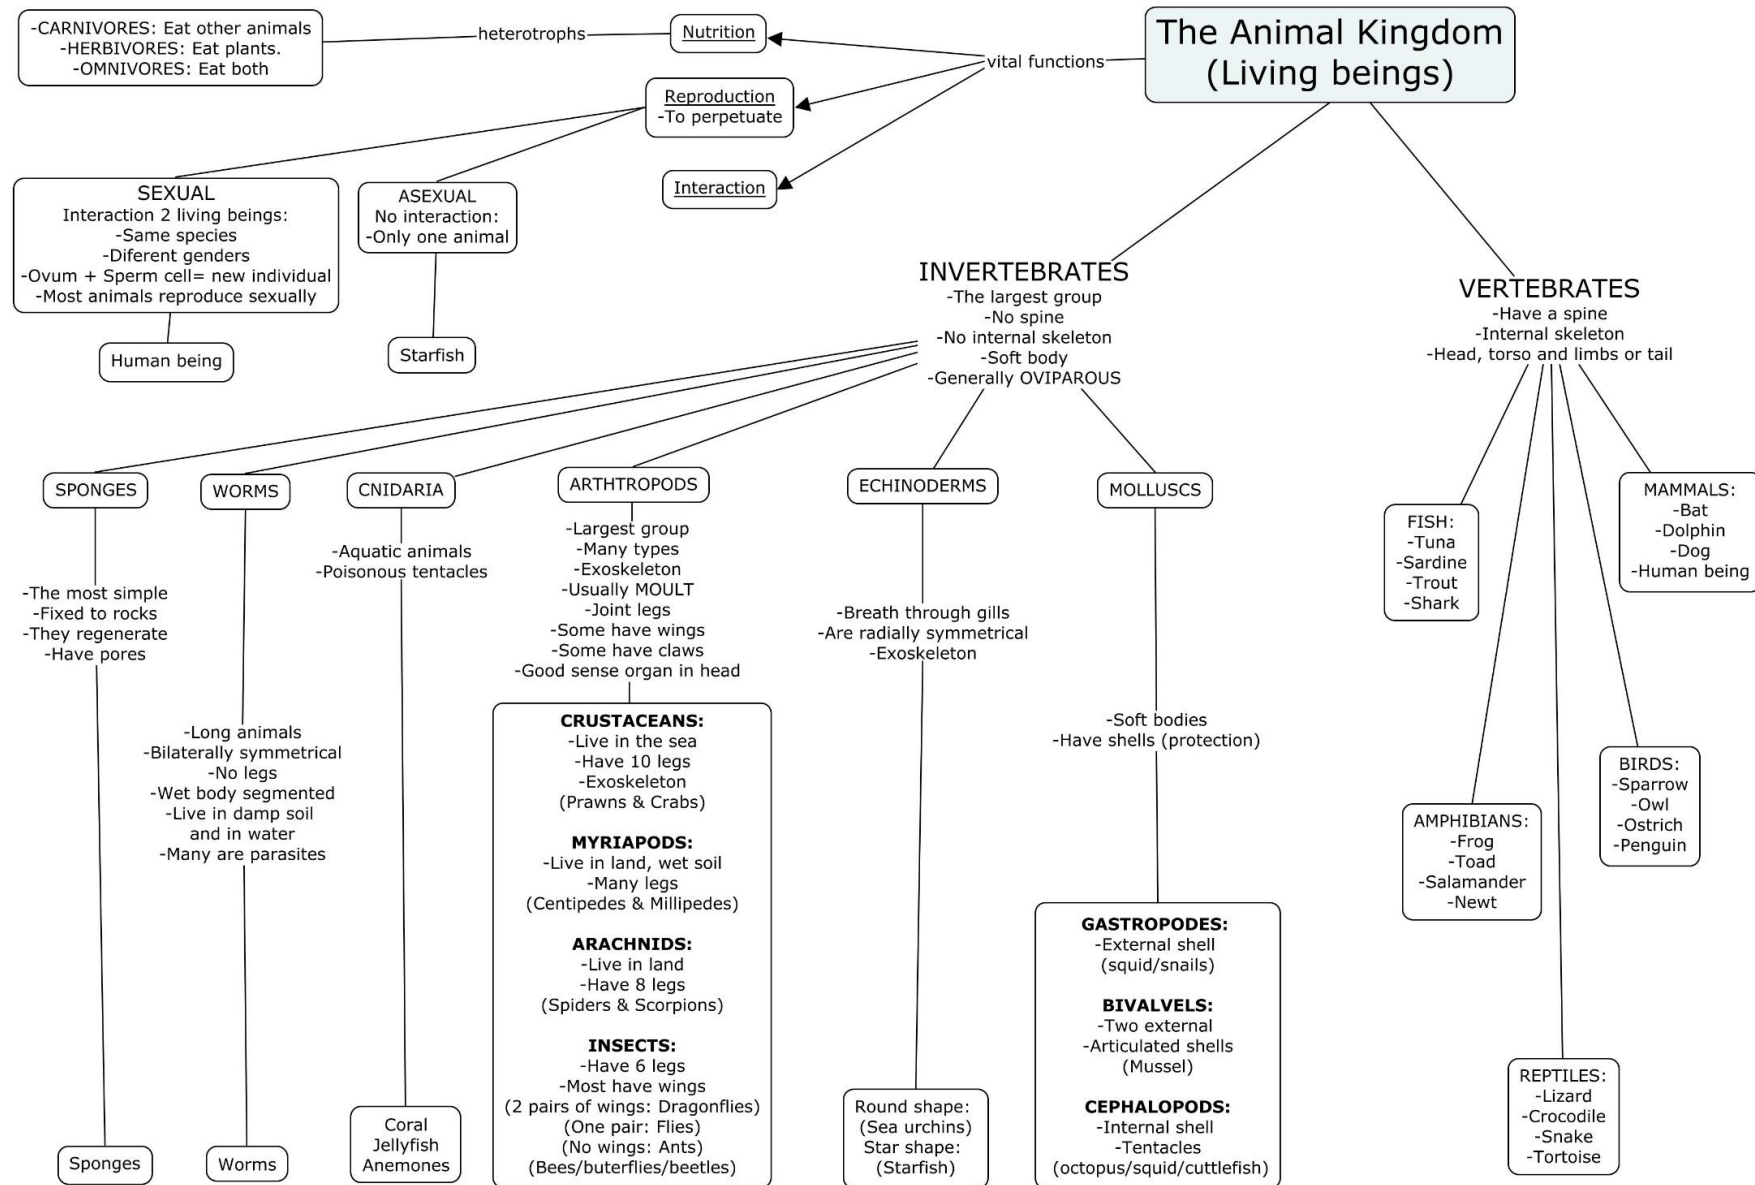 The Animal Kingdom
(Living beings)
vital functions
Nutrition
heterotrophs
-CARNIVORES: Eat other animals
-HERBIVORES: Eat plants.
-OMNIVORES: Eat both
Reproduction
-To perpetuate
Interaction
SEXUAL
Interaction 2 living beings:
-Same species
-Diferent genders
-Ovum + Sperm cell= new individual
-Most animals reproduce sexually
Human being
ASEXUAL
No interaction:
-Only one animal
Starfish
INVERTEBRATES
-The largest group
-No spine
-No internal skeleton
-Soft body
-Generally OVIPAROUS
VERTEBRATES
-Have a spine
-Internal skeleton
-Head, torso and limbs or tail
SPONGES
-The most simple
-Fixed to rocks
-They regenerate
-Have pores
Sponges
WORMS
-Long animals
-Bilaterally symmetrical
-No legs
-Wet body segmented
-Live in damp soil
and in water
-Many are parasites
Worms
CNIDARIA
-Aquatic animals
-Poisonous tentacles
Coral
Jellyfish
Anemones
ARTHTROPODS
-Largest group
-Many types
-Exoskeleton
-Usually MOULT
-Joint legs
-Some have wings
-Some have claws
-Good sense organ in head
CRUSTACEANS:
-Live in the sea
-Have 10 legs
-Exoskeleton
(Prawns & Crabs)
MYRIAPODS:
-Live in land, wet soil
-Many legs
(Centipedes & Millipedes)
ARACHNIDS:
-Live in land
-Have 8 legs
(Spiders & Scorpions)
INSECTS:
-Have 6 legs
-Most have wings
(2 pairs of wings: Dragonflies)
(One pair: Flies)
(No wings: Ants)
(Bees/buterflies/beetles)
ECHINODERMS
-Breath through gills
-Are radially symmetrical
-Exoskeleton
Round shape:
(Sea urchins)
Star shape:
(Starfish)
MOLLUSCS
-Soft bodies
-Have shells (protection)
GASTROPODES:
-External shell
(squid/snails)
BIVALVELS:
-Two external
-Articulated shells
(Mussel)
CEPHALOPODS:
-Internal shell
-Tentacles
(octopus/squid/cuttlefish)
FISH:
-Tuna
-Sardine
-Trout
-Shark
AMPHIBIANS:
-Frog
-Toad
-Salamander
-Newt
REPTILES:
-Lizard
-Crocodile
-Snake
-Tortoise
BIRDS:
-Sparrow
-Owl
-Ostrich
-Penguin
MAMMALS:
-Bat
-Dolphin
-Dog
-Human being